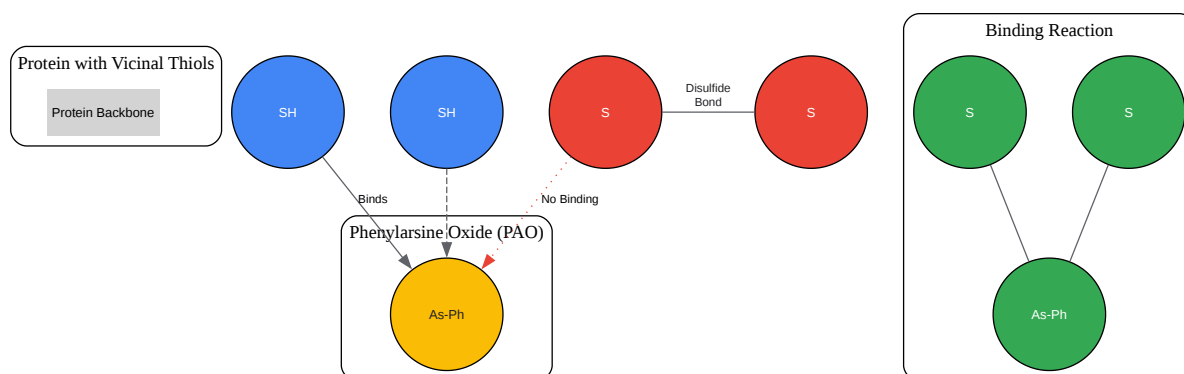 Protein with Vicinal Thiols
Protein Backbone
SH
SH
S
Disulfide
Bond
S
Binds
No Binding
Phenylarsine Oxide (PAO)
As-Ph
Binding Reaction
S
S
As-Ph